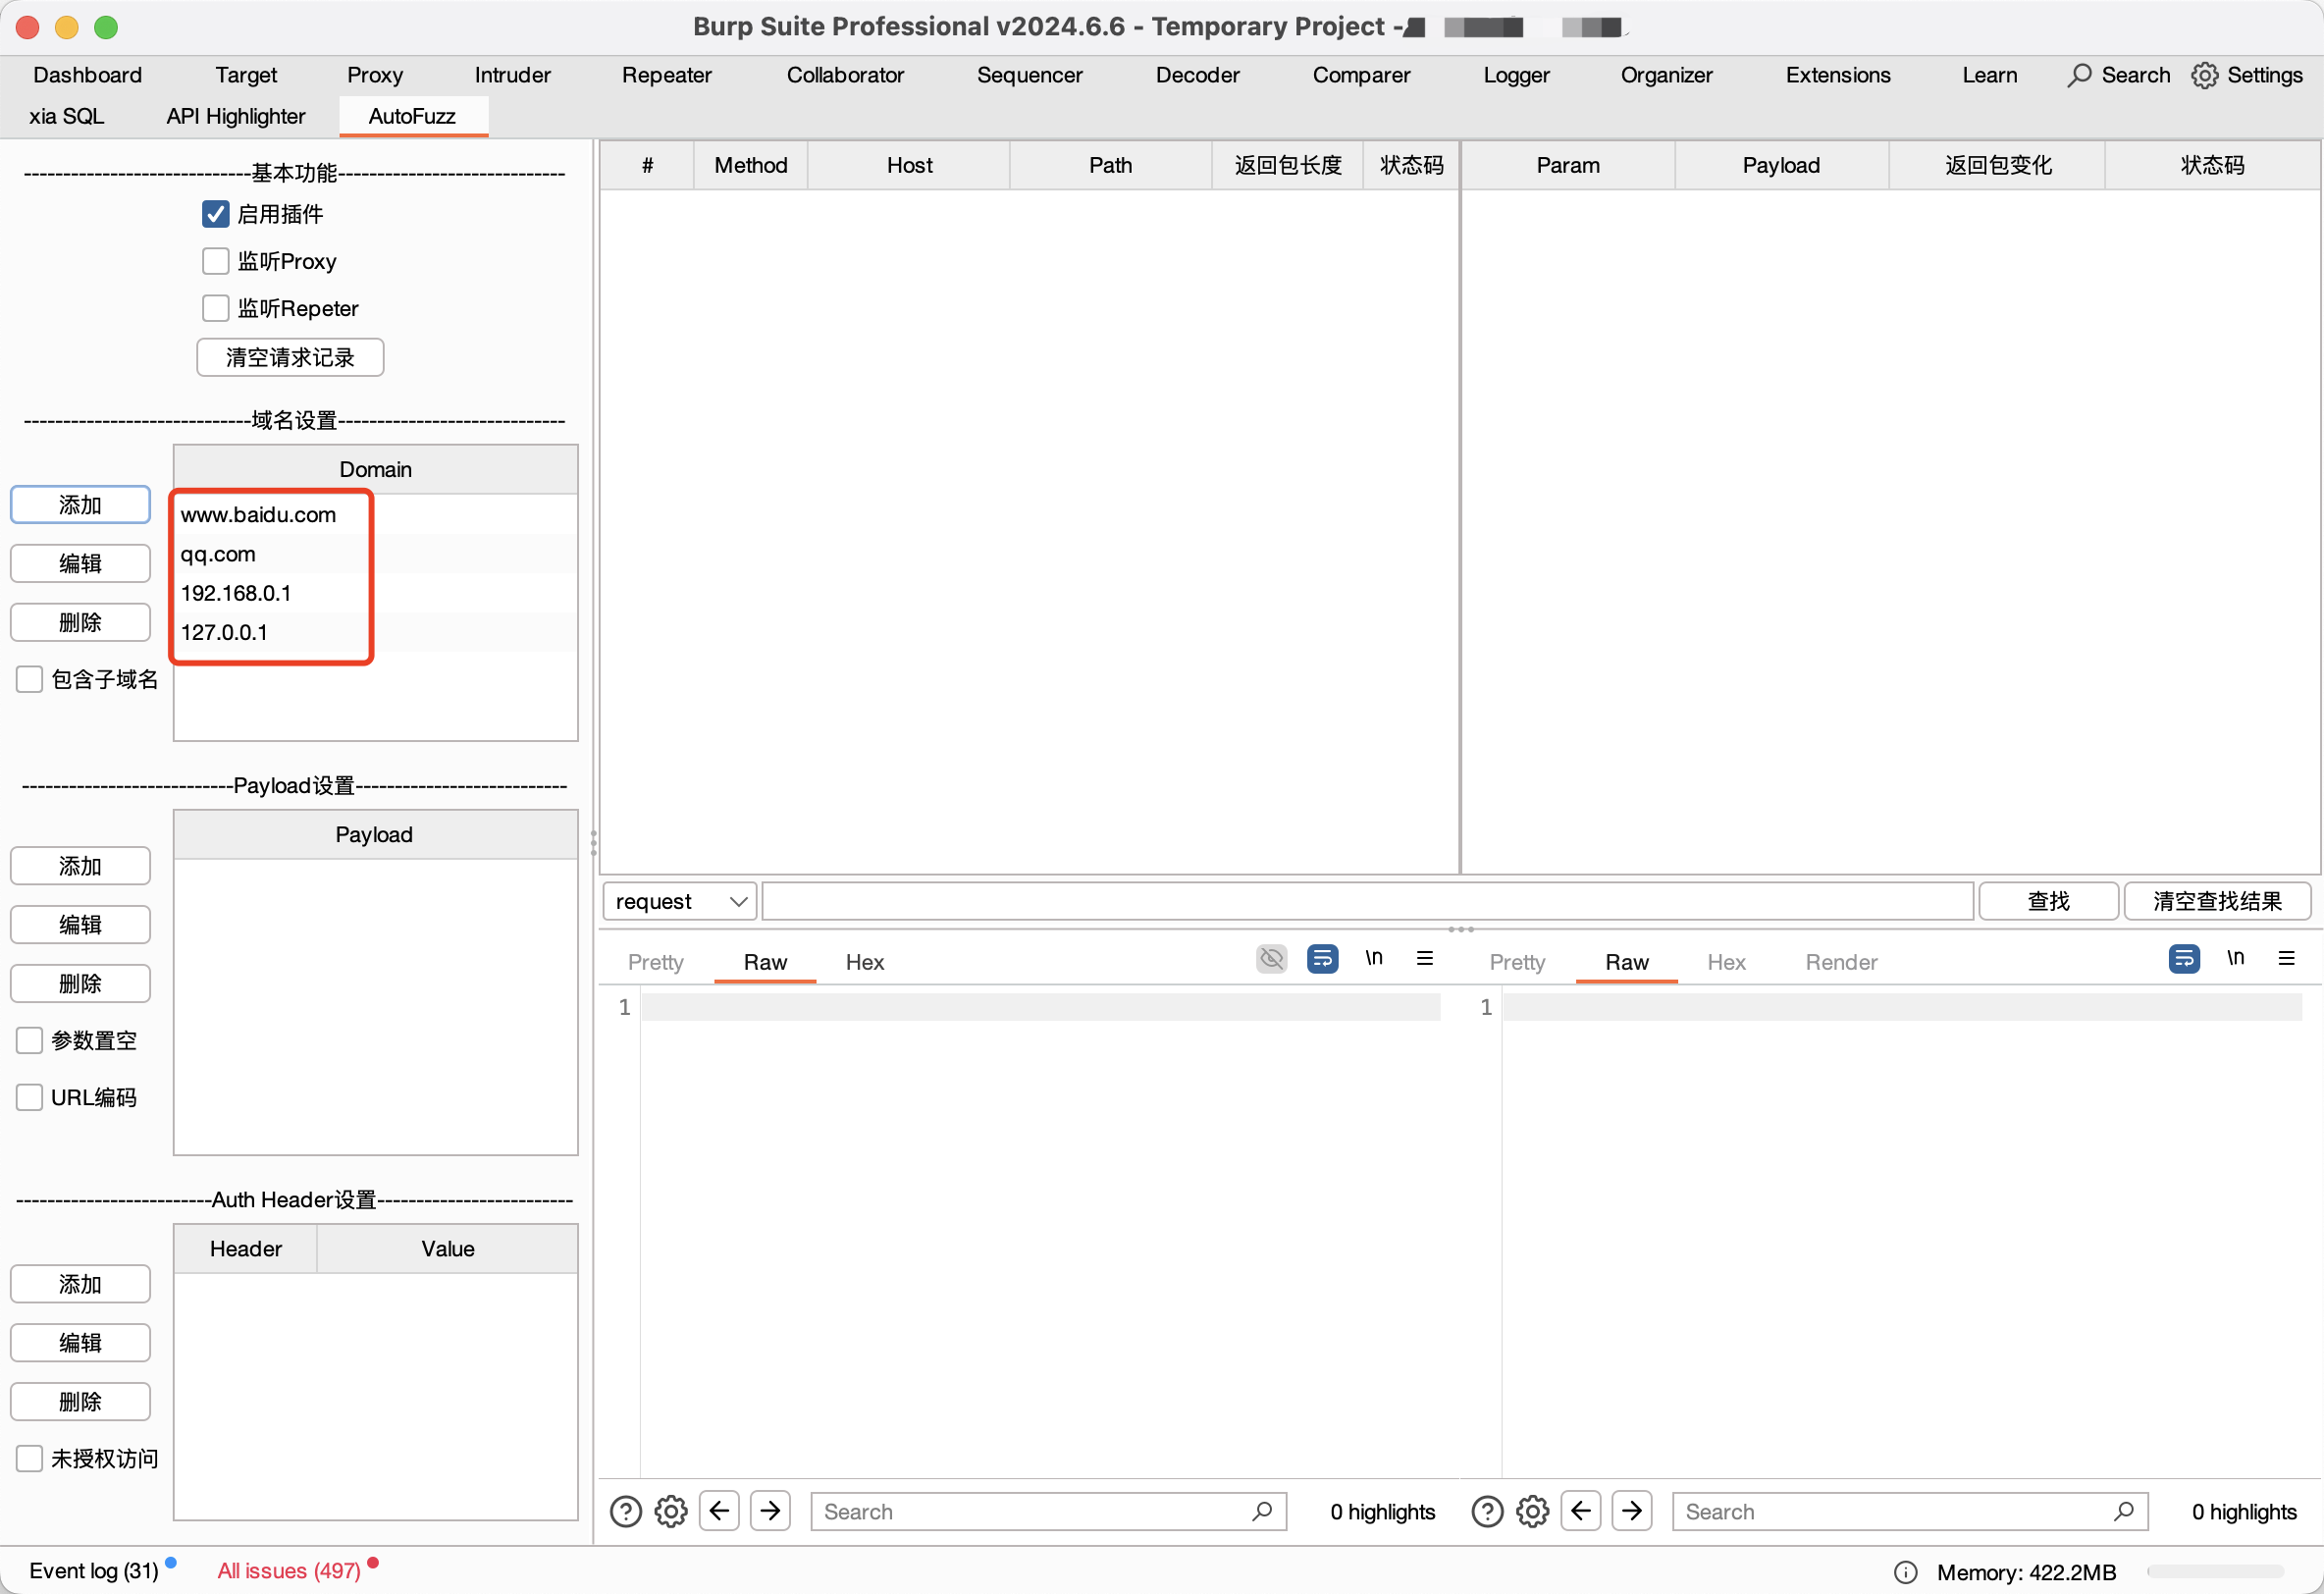 Burp Suite Professional v2024.6.6 - Temporary Project -
Dashboard Target Proxy Intruder Repeater Collaborator Sequencer Decoder Comparer Logger Organizer Extensions Learn Search Settings
xia SQL API Highlighter AutoFuzz
-----------------------------基本功能-----------------------------
启用插件
监听Proxy
监听Repeter
清空请求记录
-----------------------------域名设置-----------------------------
Domain
添加
编辑
删除
包含子域名
www.baidu.com
qq.com
192.168.0.1
127.0.0.1
---------------------------Payload设置---------------------------
Payload
添加
编辑
删除
参数置空
URL编码
-------------------------Auth Header设置-------------------------
Header Value
添加
编辑
删除
未授权访问
# Method Host Path 返回包长度 状态码
Param Payload 返回包变化 状态码
request 查找 清空查找结果
Pretty Raw Hex \n
1
Search 0 highlights
Pretty Raw Hex Render \n
1
Search 0 highlights
Event log (31) All issues (497) Memory: 422.2MB